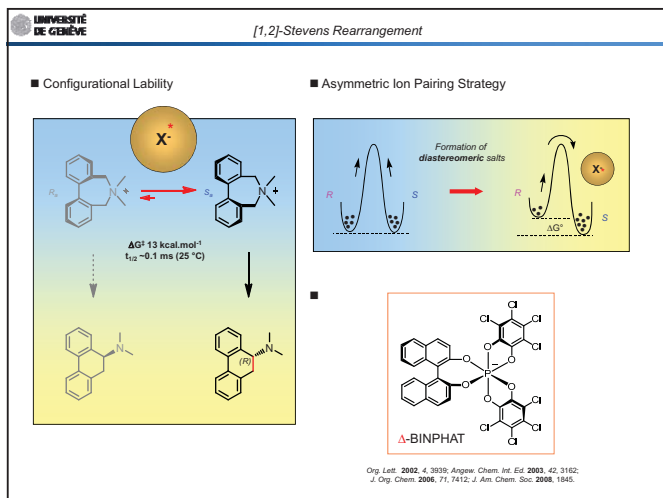 UNIVERSITÉ
DE GENÈVE
[1,2]-Stevens Rearrangement
■ Configurational Lability
■ Asymmetric Ion Pairing Strategy
X-*
Ra
N
+
Sa
N
+
ΔG‡ 13 kcal.mol-1
t1/2 ~0.1 ms (25 °C)
N
N
(R)
Formation of
diastereomeric salts
R
S
R
X
S
ΔG°
■
Cl
Cl
Cl
Cl
O
O
O
P
−
O
O
O
Cl
Cl
Cl
Cl
Δ-BINPHAT
Org. Lett. 2002, 4, 3939; Angew. Chem. Int. Ed. 2003, 42, 3162;
J. Org Chem. 2006, 71, 7412; J. Am. Chem. Soc. 2008, 1845.